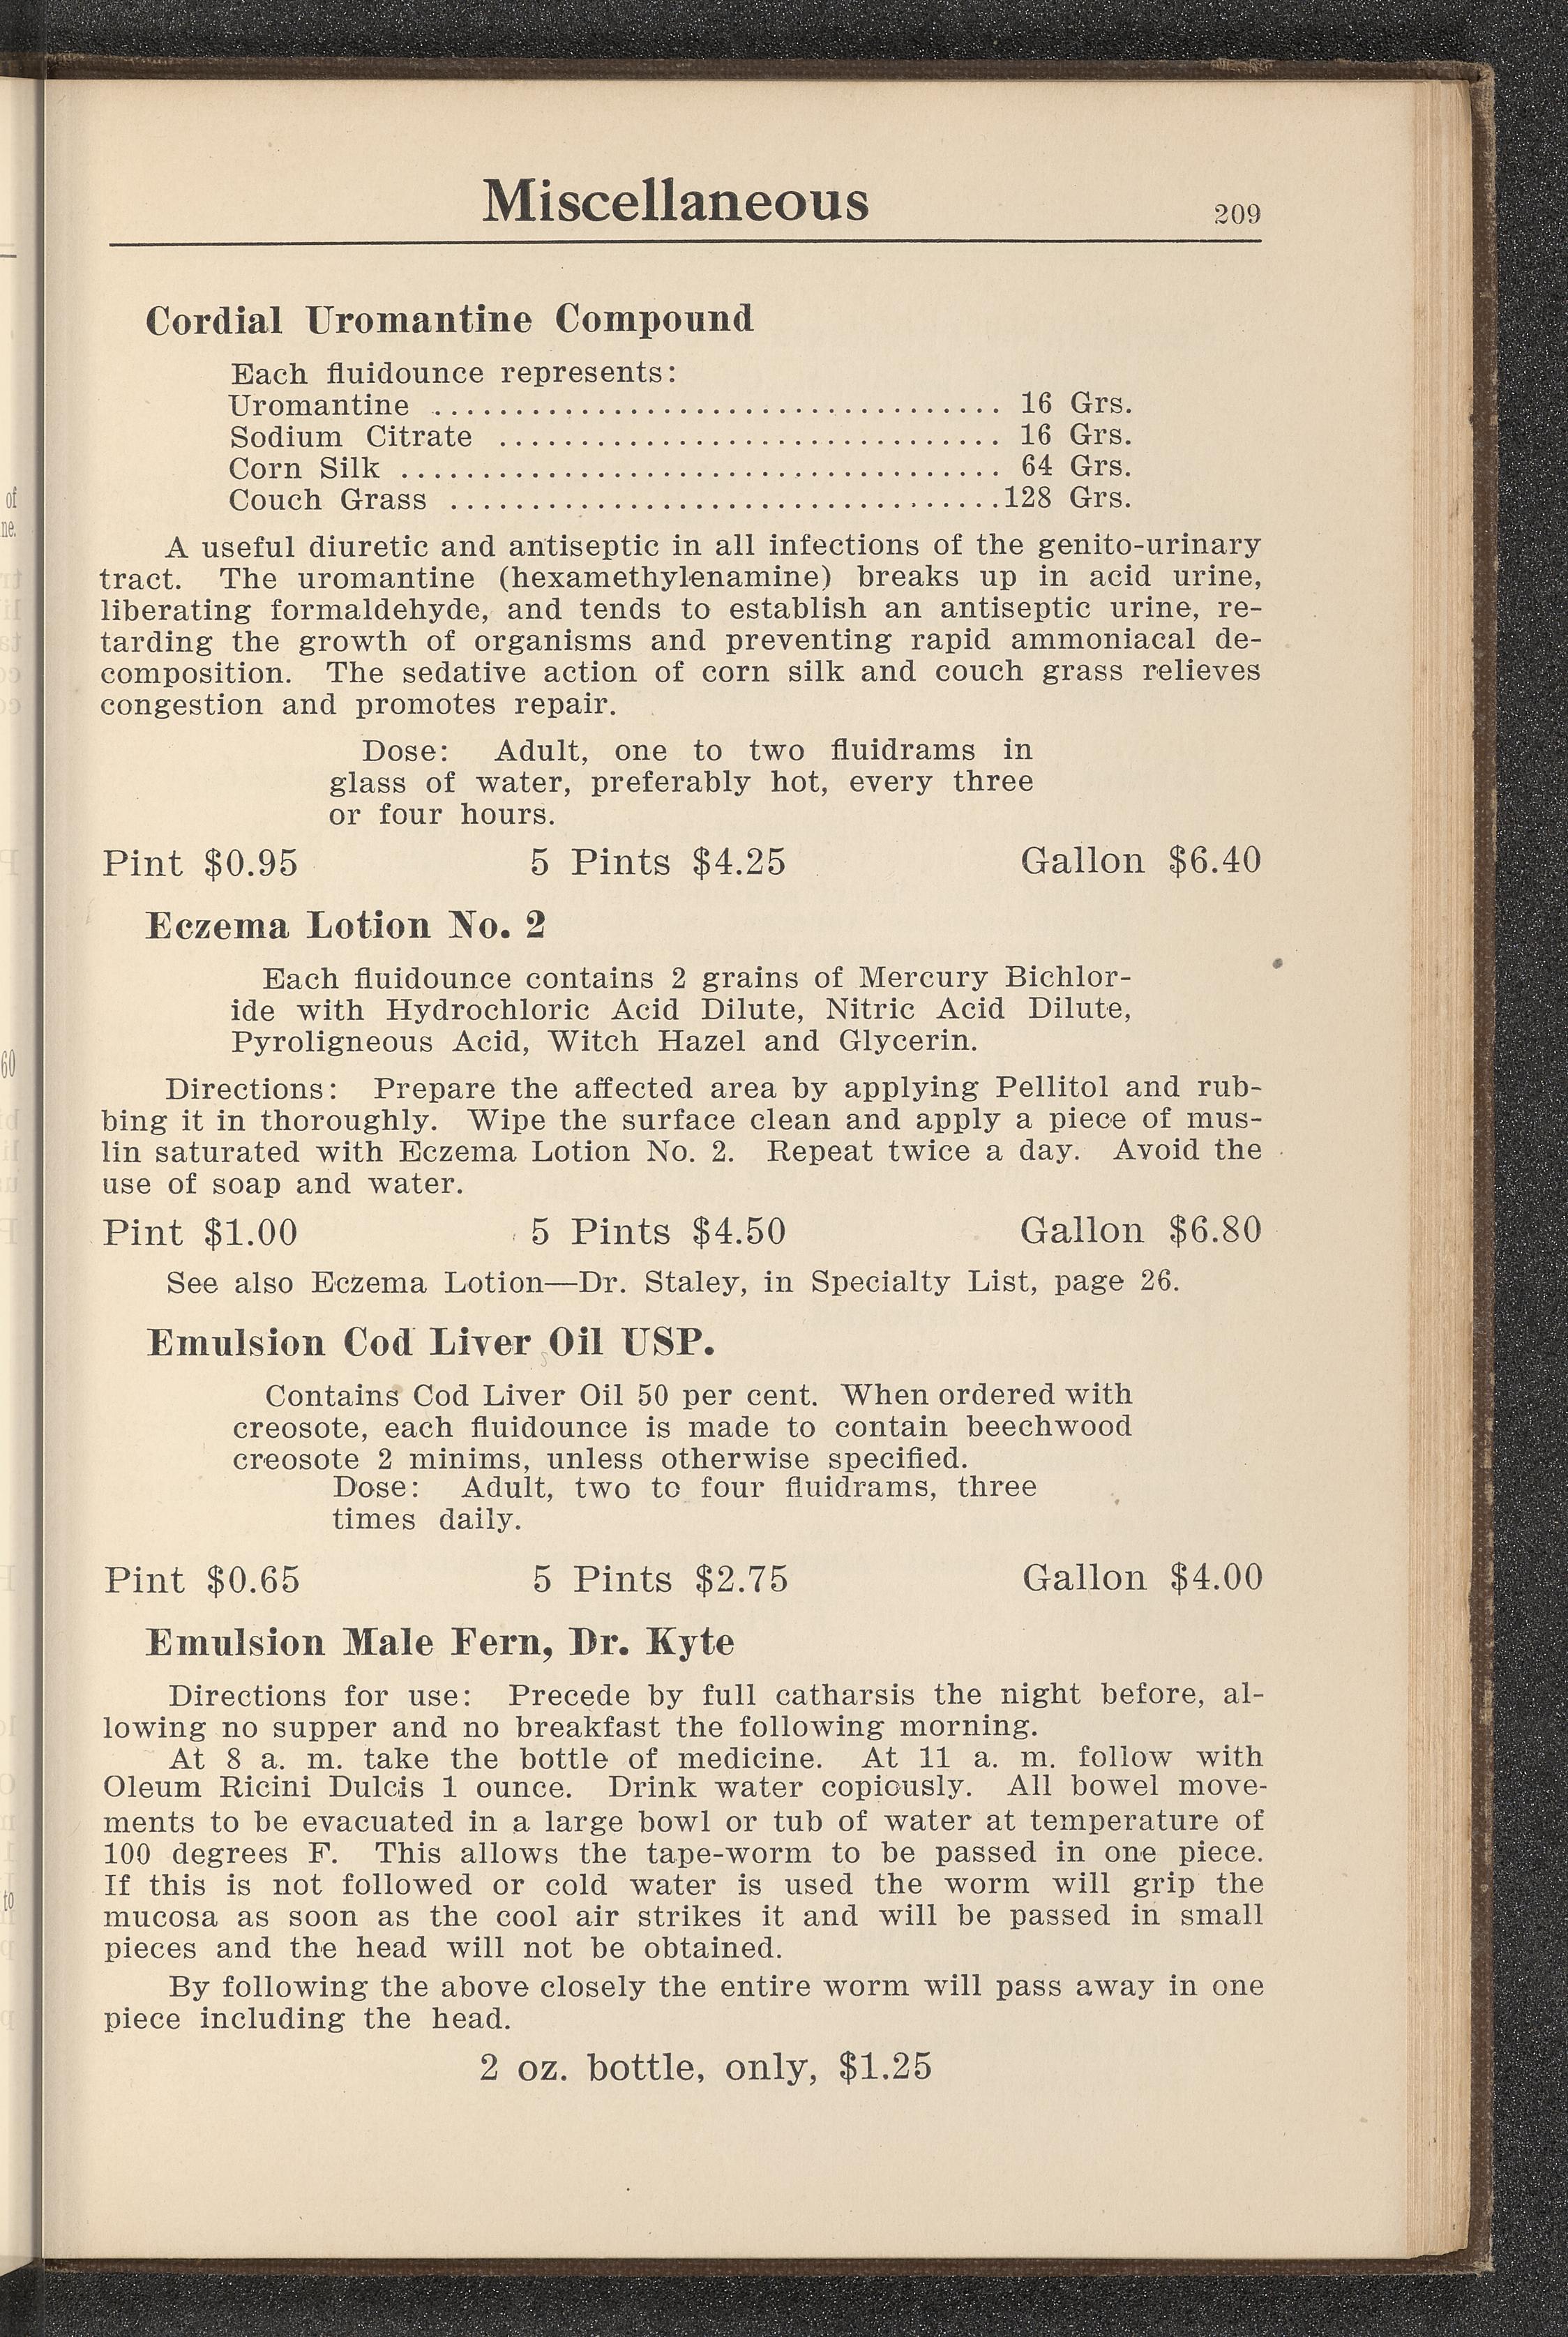 Miscellaneous 209
Cordial Uromantine Compound
Each fluidounce represents:
Uromantine .................................. 16 Grs.
Sodium Citrate .............................. 16 Grs.
Corn Silk .................................... 64 Grs.
Couch Grass .................................128 Grs.
A useful diuretic and antiseptic in all infections of the genito-urinary
tract. The uromantine (hexamethylenamine) breaks up in acid urine,
liberating formaldehyde, and tends to establish an antiseptic urine, re-
tarding the growth of organisms and preventing rapid ammoniacal de-
composition. The sedative action of corn silk and couch grass relieves
congestion and promotes repair.
Dose: Adult, one to two fluidrams in
glass of water, preferably hot, every three
or four hours.
Pint $0.95 5 Pints $4.25 Gallon $6.40
Eczema Lotion No. 2
Each fluidounce contains 2 grains of Mercury Bichlor-
ide with Hydrochloric Acid Dilute, Nitric Acid Dilute,
Pyroligneous Acid, Witch Hazel and Glycerin.
Directions: Prepare the affected area by applying Pellitol and rub-
bing it in thoroughly. Wipe the surface clean and apply a piece of mus-
lin saturated with Eczema Lotion No. 2. Repeat twice a day. Avoid the
use of soap and water.
Pint $1.00 5 Pints $4.50 Gallon $6.80
See also Eczema Lotion—Dr. Staley, in Specialty List, page 26.
Emulsion Cod Liver Oil USP.
Contains Cod Liver Oil 50 per cent. When ordered with
creosote, each fluidounce is made to contain beechwood
creosote 2 minims, unless otherwise specified.
Dose: Adult, two to four fluidrams, three
times daily.
Pint $0.65 5 Pints $2.75 Gallon $4.00
Emulsion Male Fern, Dr. Kyte
Directions for use: Precede by full catharsis the night before, al-
lowing no supper and no breakfast the following morning.
At 8 a. m. take the bottle of medicine. At 11 a. m. follow with
Oleum Ricini Dulcis 1 ounce. Drink water copiously. All bowel move-
ments to be evacuated in a large bowl or tub of water at temperature of
100 degrees F. This allows the tape-worm to be passed in one piece.
If this is not followed or cold water is used the worm will grip the
mucosa as soon as the cool air strikes it and will be passed in small
pieces and the head will not be obtained.
By following the above closely the entire worm will pass away in one
piece including the head.
2 oz. bottle, only, $1.25
of
ne.
60
to